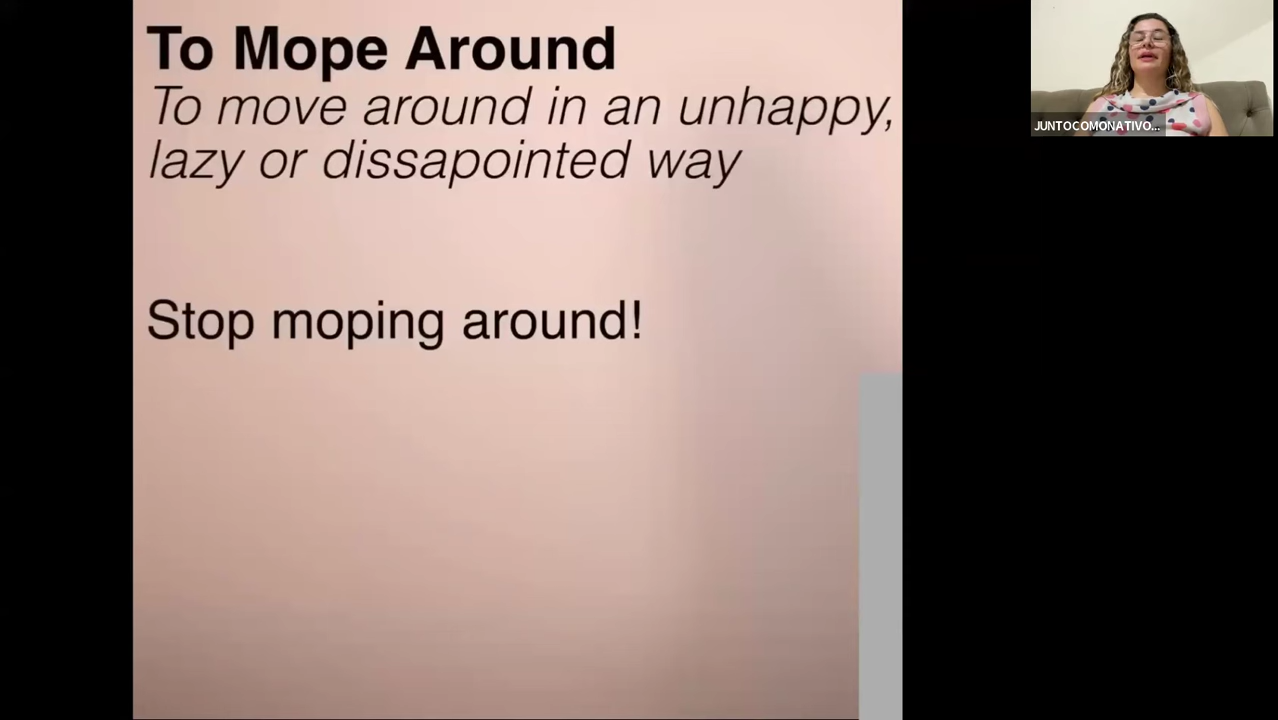 To Mope Around
To move around in an unhappy,
lazy or dissapointed way
Stop moping around!
JUNTOCOMONATIVO...